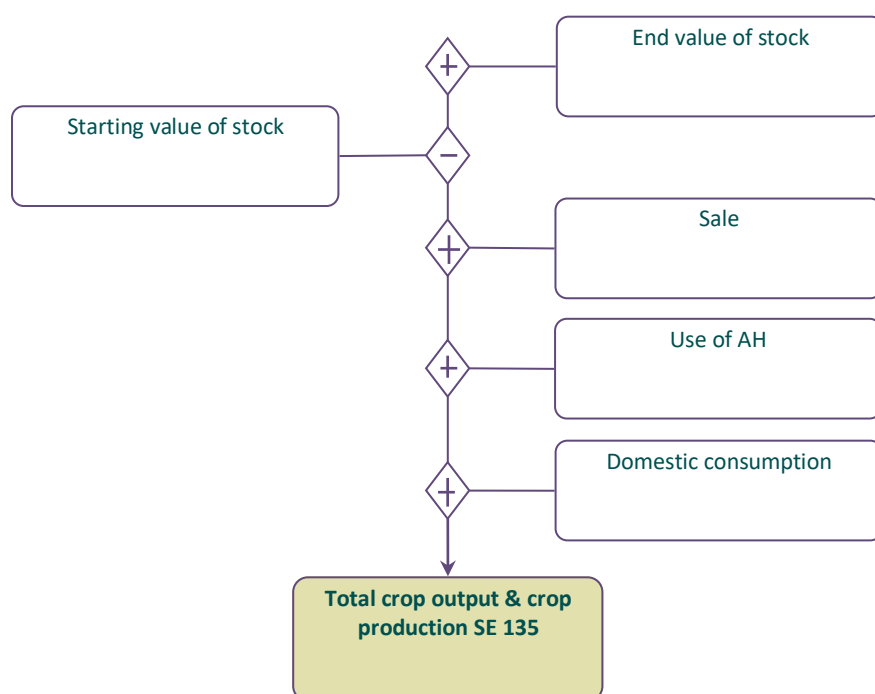 End value of stock
+
Starting value of stock
−
Sale
+
Use of AH
+
Domestic consumption
+
Total crop output & crop
production SE 135